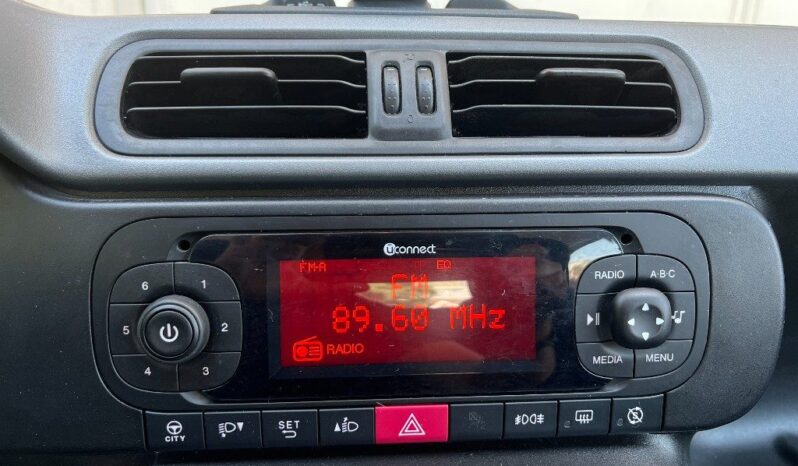 uconnect
FM-A EQ
FM
89.60 MHz
RADIO
6 1
5 2
4 3
RADIO A·B·C
MEDIA MENU
CITY
SET